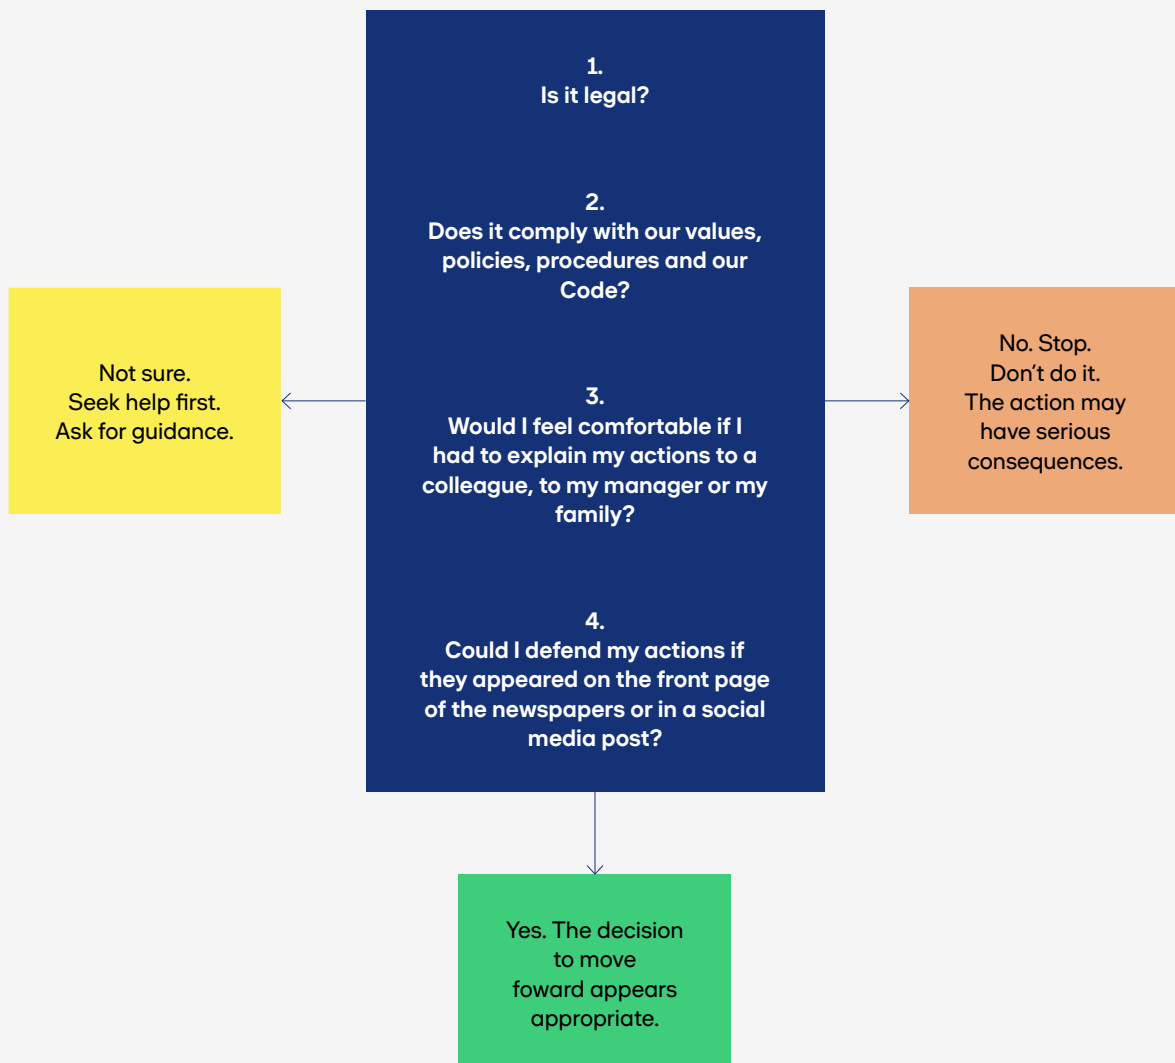 1.
Is it legal?
2.
Does it comply with our values,
policies, procedures and our
Code?
3.
Would I feel comfortable if I
had to explain my actions to a
colleague, to my manager or my
family?
4.
Could I defend my actions if
they appeared on the front page
of the newspapers or in a social
media post?
Not sure.
Seek help first.
Ask for guidance.
No. Stop.
Don’t do it.
The action may
have serious
consequences.
Yes. The decision
to move
foward appears
appropriate.